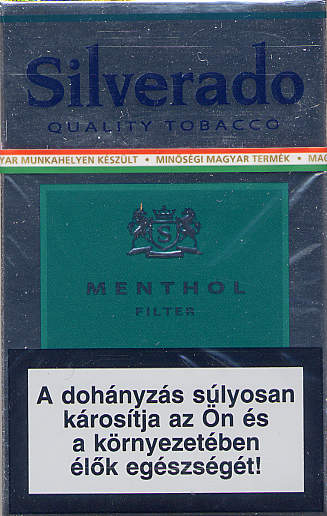 Silverado
QUALITY TOBACCO
YAR MUNKAHELYEN KÉSZÜLT • MINŐSÉGI MAGYAR TERMÉK • MAG
S
MENTHOL
FILTER
A dohányzás súlyosan
károsítja az Ön és
a környezetében
élők egészségét!